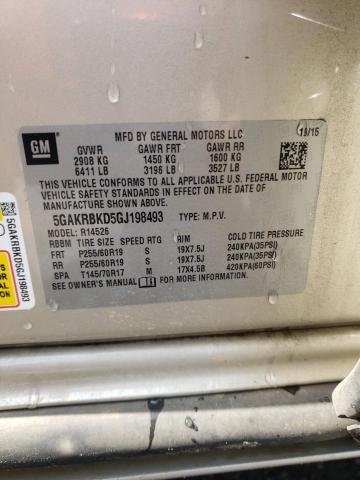 GM
MFD BY GENERAL MOTORS LLC
GVWR GAWR FRT GAWR RR
2908 KG 1450 KG 1600 KG
6411 LB 3196 LB 3527 LB
THIS VEHICLE CONFORMS TO ALL APPLICABLE U.S. FEDERAL MOTOR
VEHICLE SAFETY STANDARDS IN EFFECT ON THE DATE OF
MANUFACTURE SHOWN ABOVE.
5GAKRBKD5GJ198493 TYPE: M.P.V.
MODEL: R14526
RBBM TIRE SIZE SPEED RTG RIM COLD TIRE PRESSURE
FRT P255/60R19 S 19X7.5J 240KPA(35PSI)
RR P255/60R19 S 19X7.5J 240KPA(35PSI)
SPA T145/70R17 M 17X4.5B 420KPA(60PSI)
SEE OWNER'S MANUAL FOR ADDITIONAL INFORMATION.
5GAKRBKD5GJ198493